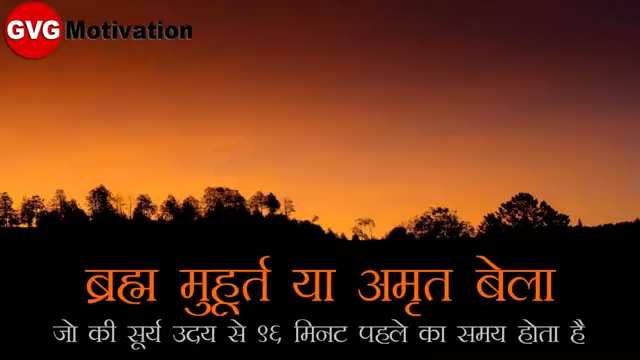 GVG Motivation
ब्रह्म मुहूर्त या अमृत बेला
जो की सूर्य उदय से ९६ मिनट पहले का समय होता है